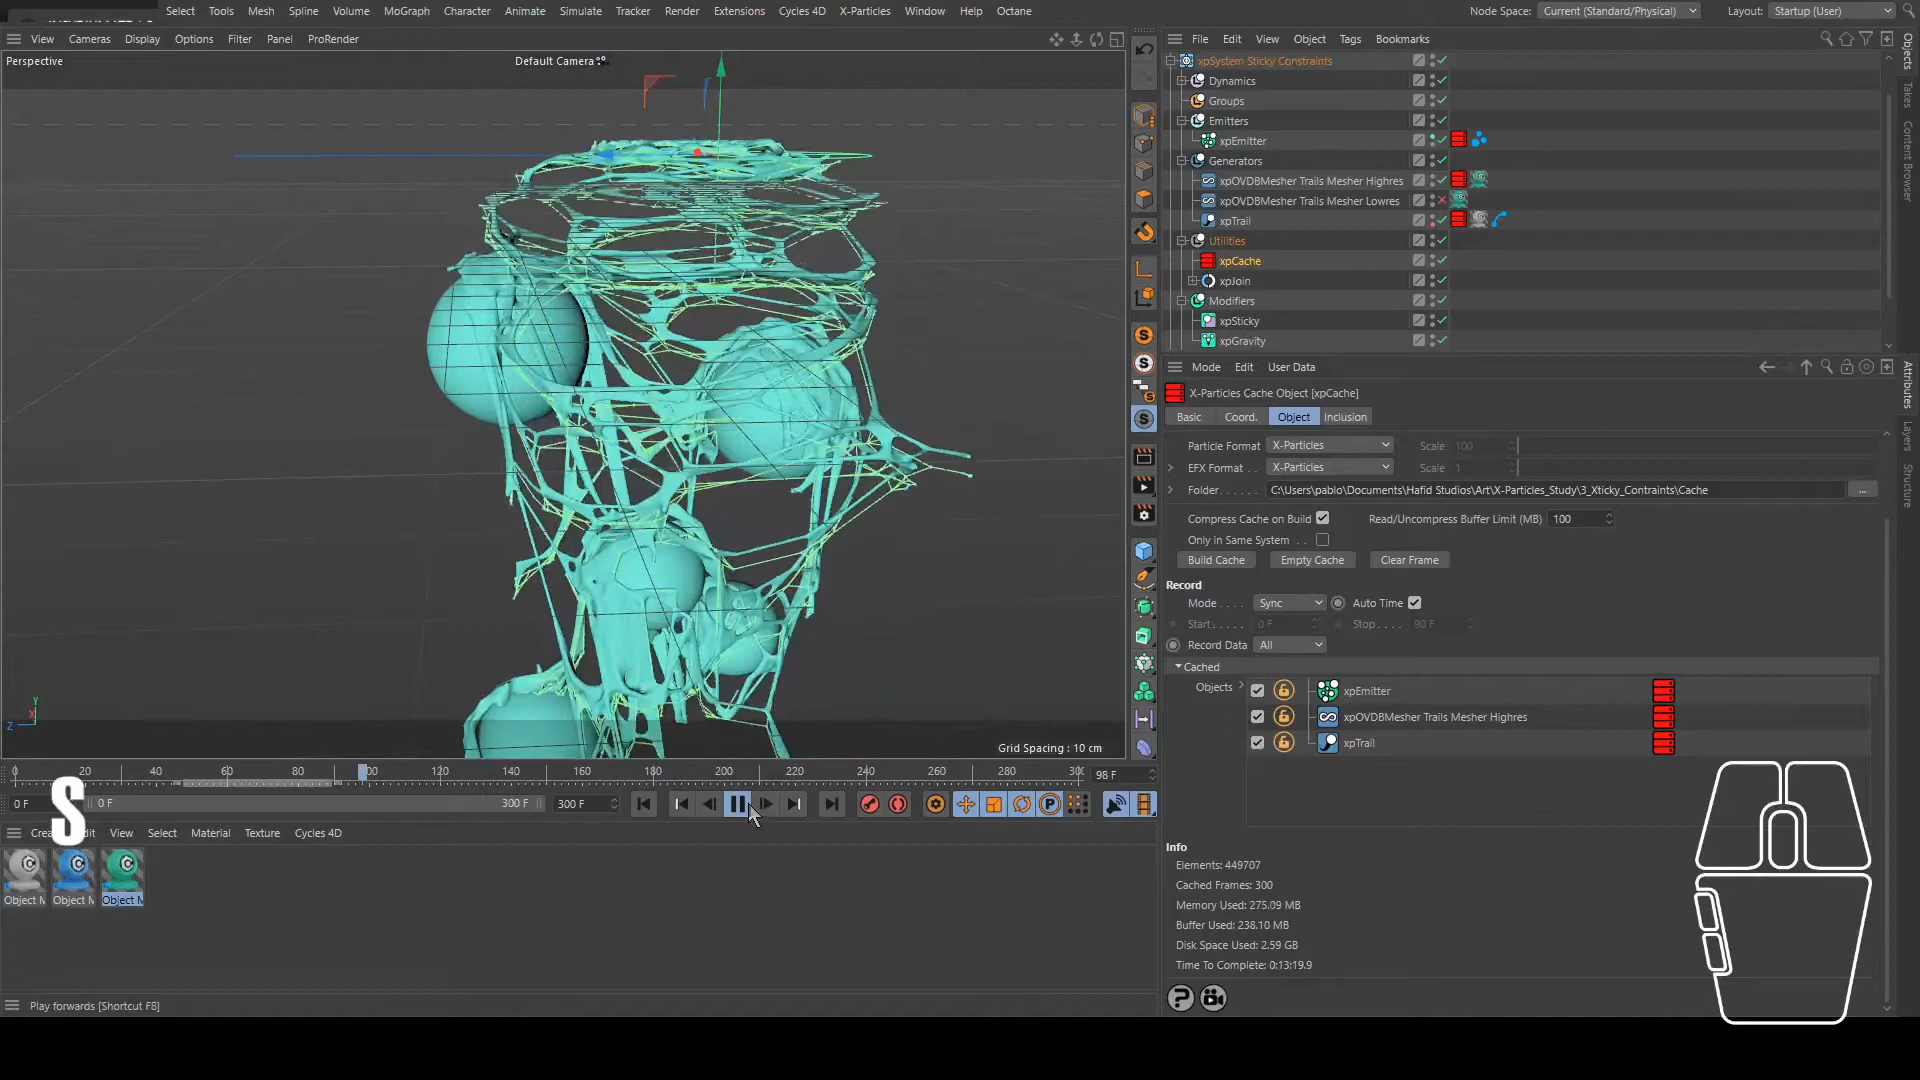 Select Tools Mesh Spline Volume MoGraph Character Animate Simulate Tracker Render Extensions Cycles 4D X-Particles Window Help Octane
Node Space: Current (Standard/Physical) Layout: Startup (User)
View Cameras Display Options Filter Panel ProRender
File Edit View Object Tags Bookmarks
Perspective
Default Camera
xpSystem Sticky Constraints
Dynamics
Groups
Emitters
xpEmitter
Generators
xpOVDBMesher Trails Mesher Highres
xpOVDBMesher Trails Mesher Lowres
xpTrail
Utilities
xpCache
xpJoin
Modifiers
xpSticky
xpGravity
Objects
Takes
Content Browser
Mode Edit User Data
X-Particles Cache Object [xpCache]
Basic Coord. Object Inclusion
Particle Format X-Particles Scale 100
EFX Format . . X-Particles Scale 1
Folder. . . . . . C:\Users\pablo\Documents\Hafid Studios\Art\X-Particles_Study\3_Xticky_Contraints\Cache ...
Compress Cache on Build Read/Uncompress Buffer Limit (MB) 100
Only in Same System . .
Build Cache Empty Cache Clear Frame
Record
Mode . . . . Sync Auto Time
Start. . . . . 0 F Stop. . . . . 90 F
Record Data All
Cached
Objects
xpEmitter
xpOVDBMesher Trails Mesher Highres
xpTrail
Attributes
Layers
Structure
Y
X
Z
Grid Spacing : 10 cm
0 20 40 60 80 100 120 140 160 180 200 220 240 260 280 98 F
0 F 0 F 300 F 300 F
S
View Select Material Texture Cycles 4D
Object M Object M Object M
Info
Elements: 449707
Cached Frames: 300
Memory Used: 275.09 MB
Buffer Used: 238.10 MB
Disk Space Used: 2.59 GB
Time To Complete: 0:13:19.9
Play forwards [Shortcut F8]